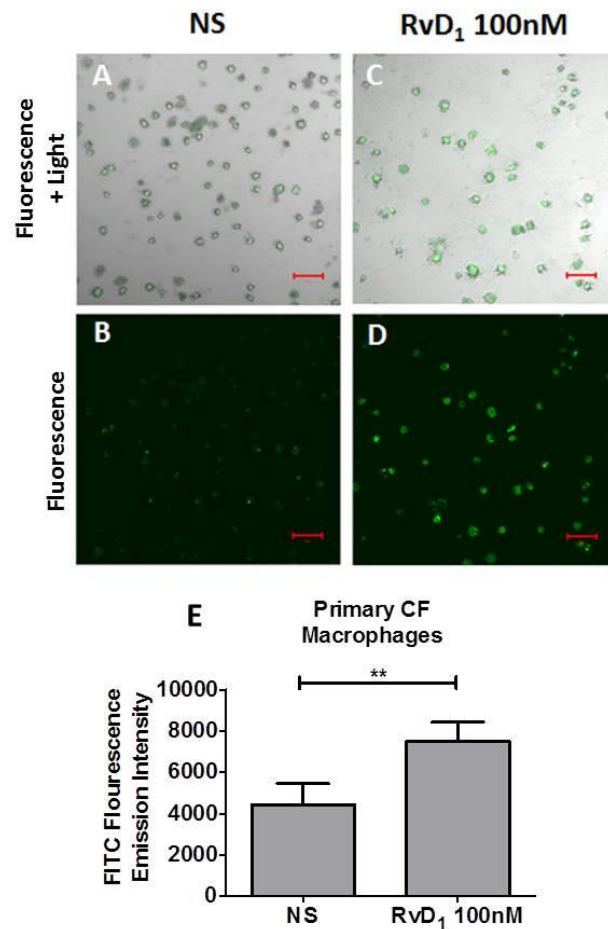 NS
RvD₁ 100nM
Fluorescence
+ Light
A
C
Fluorescence
B
D
E
Primary CF
Macrophages
**
FITC Flourescence
Emission Intensity
10000
8000
6000
4000
2000
0
NS
RvD₁ 100nM